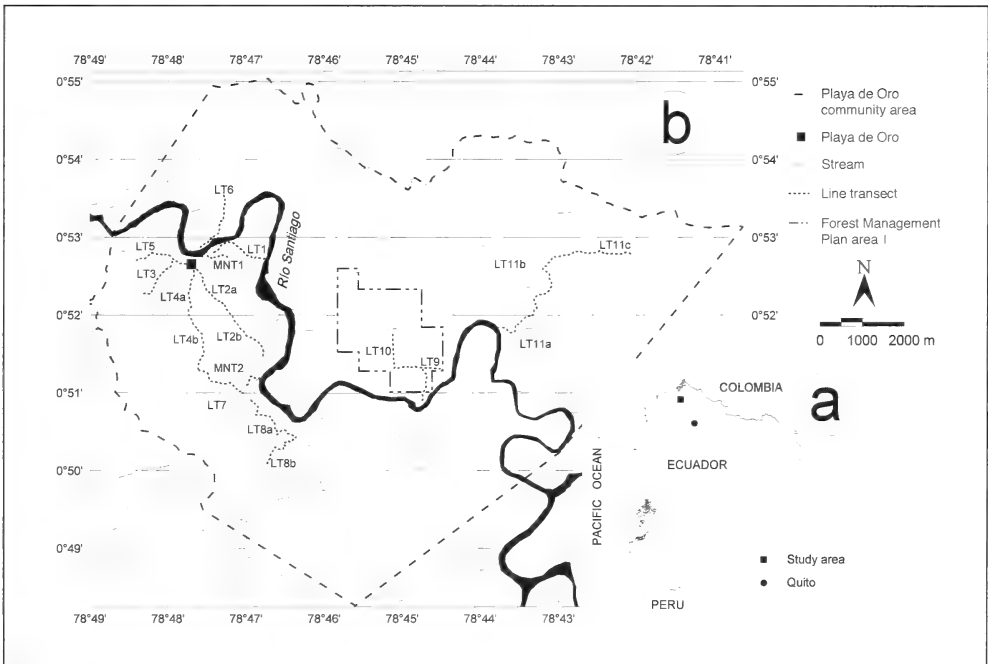 78°49' 78°48' 78°47' 78°46' 78°45' 78°44' 78°43' 78°42' 78°41'
0°55' 0°55'
b
Playa de Oro
community area
Playa de Oro
0°54' 0°54'
Stream
LT6
Line transect
Río Santiago
Forest Management
Plan area I
0°53' 0°53'
LT5
LT1
LT11c
MNT1
LT3
LT11b
N
LT4a
LT2a
0°52' 0°52'
0 1000 2000 m
LT4b
LT2b
LT11a
LT10
LT9
MNT2
0°51'
COLOMBIA
a
LT7
LT8a
LT8b
0°50'
ECUADOR
PACIFIC OCEAN
0°49'
Study area
Quito
PERU
78°49' 78°48' 78°47' 78°46' 78°45' 78°44' 78°43'